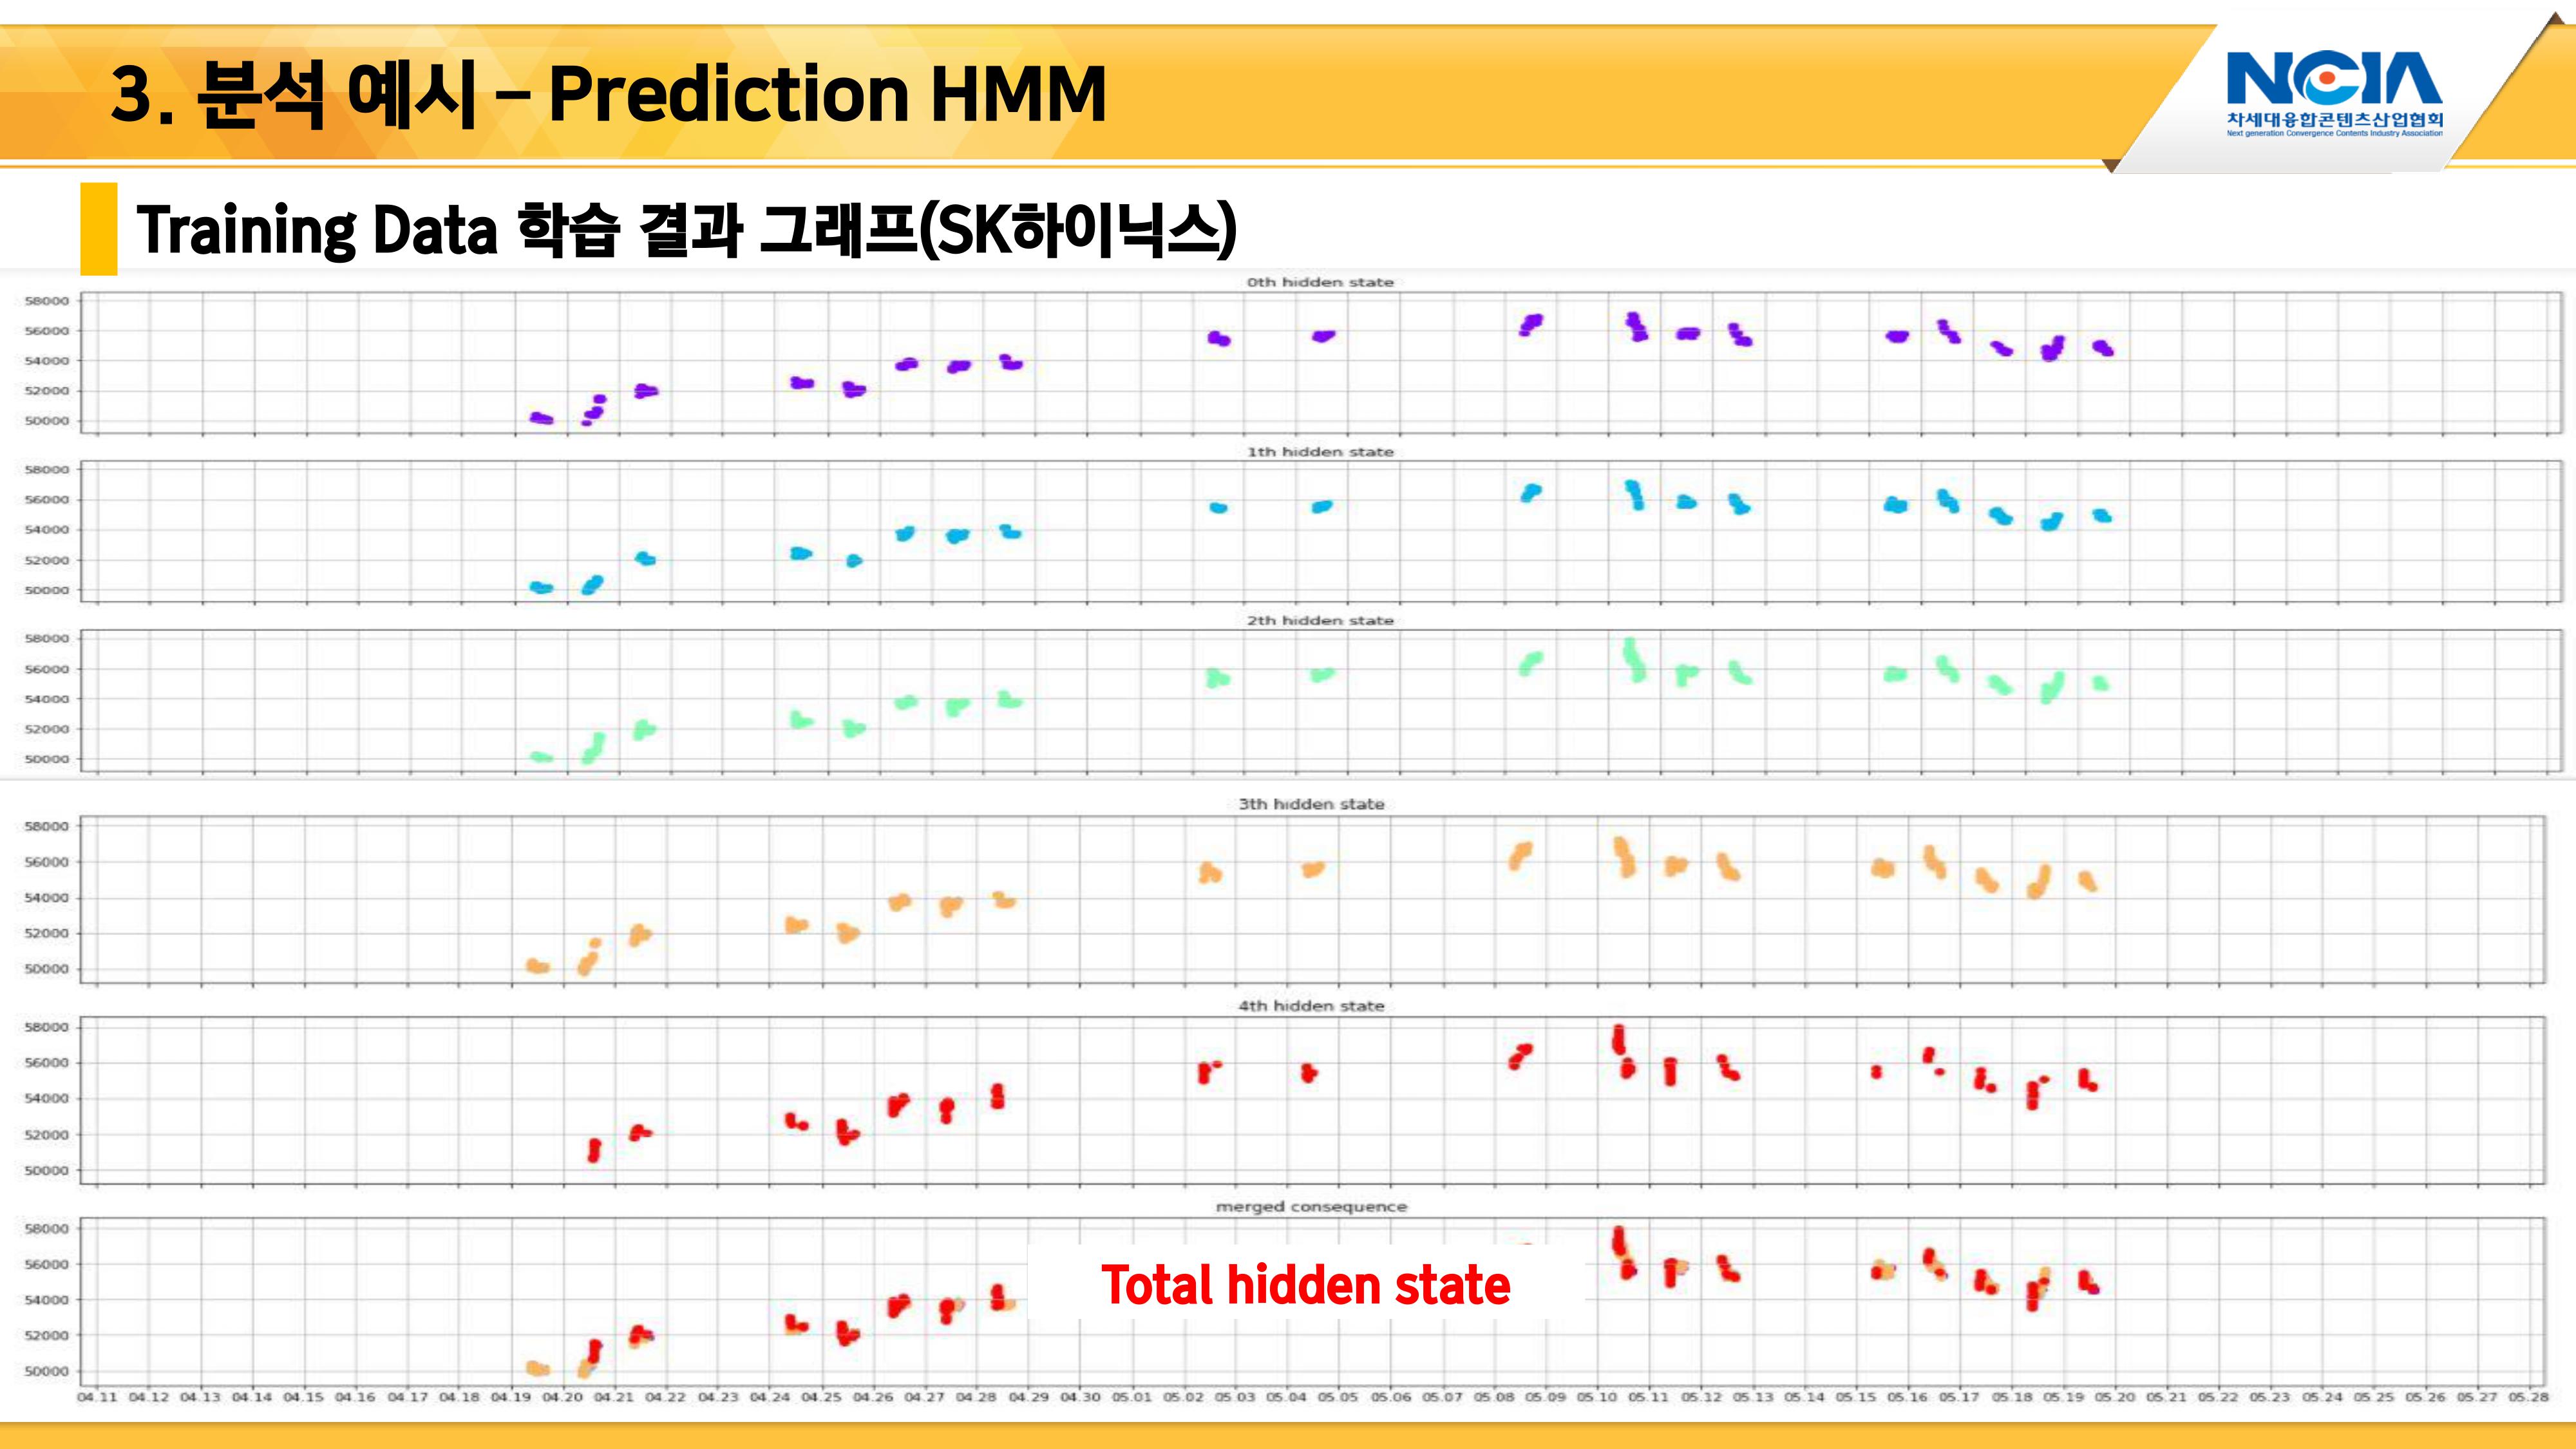 3. 분석 예시 – Prediction HMM
NCIA
차세대융합콘텐츠산업협회
Next generation Convergence Contents Industry Association
Training Data 학습 결과 그래프(SK하이닉스)
0th hidden state
58000
56000
54000
52000
50000
1th hidden state
58000
56000
54000
52000
50000
2th hidden state
58000
56000
54000
52000
50000
3th hidden state
58000
56000
54000
52000
50000
4th hidden state
58000
56000
54000
52000
50000
merged consequence
58000
56000
54000
52000
50000
Total hidden state
04.11 04.12 04.13 04.14 04.15 04.16 04.17 04.18 04.19 04.20 04.21 04.22 04.23 04.24 04.25 04.26 04.27 04.28 04.29 04.30 05.01 05.02 05.03 05.04 05.05 05.06 05.07 05.08 05.09 05.10 05.11 05.12 05.13 05.14 05.15 05.16 05.17 05.18 05.19 05.20 05.21 05.22 05.23 05.24 05.25 05.26 05.27 05.28